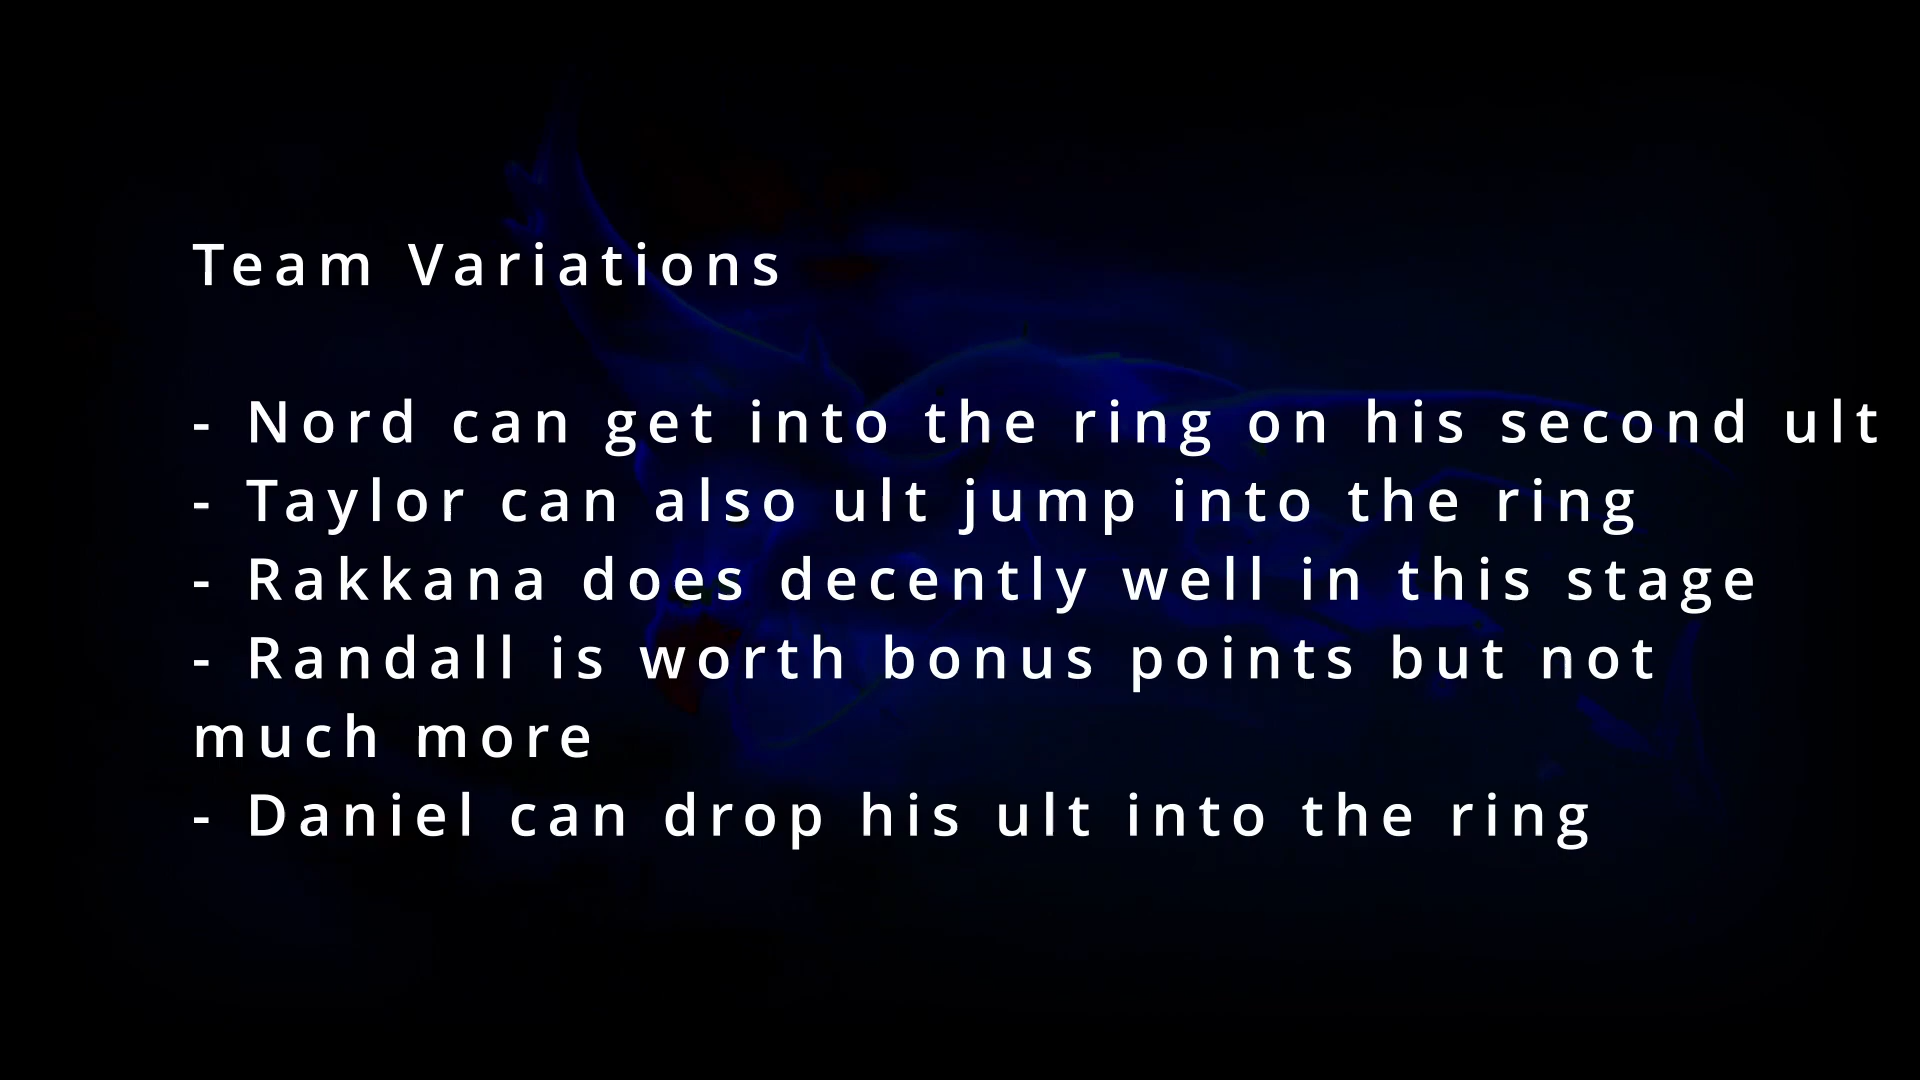 Team Variations
- Nord can get into the ring on his second ult
- Taylor can also ult jump into the ring
- Rakkana does decently well in this stage
- Randall is worth bonus points but not
much more
- Daniel can drop his ult into the ring